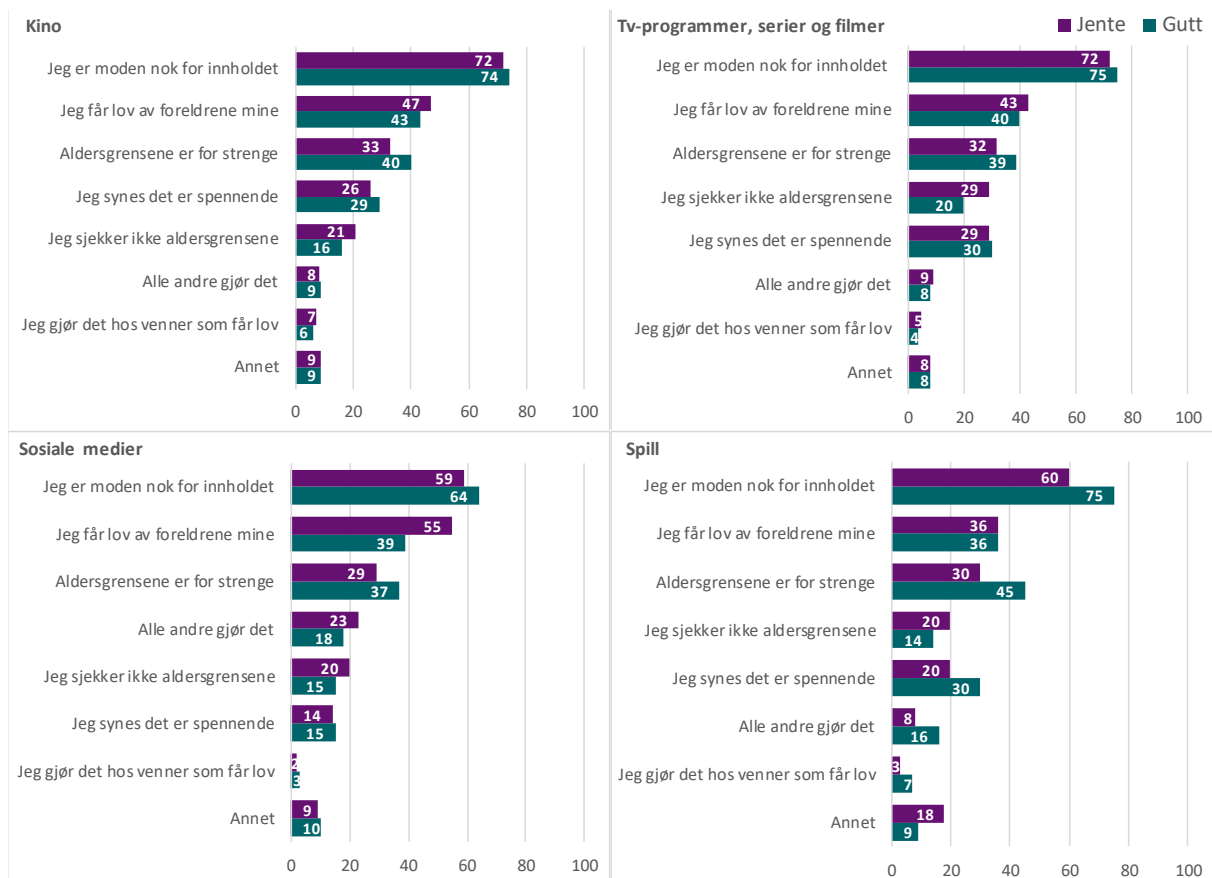 Kino
Jeg er moden nok for innholdet
72
74
Jeg får lov av foreldrene mine
47
43
Aldersgrensene er for strenge
33
40
Jeg synes det er spennende
26
29
Jeg sjekker ikke aldersgrensene
21
16
Alle andre gjør det
8
9
Jeg gjør det hos venner som får lov
7
6
Annet
9
9
0 20 40 60 80 100
Tv-programmer, serier og filmer
Jente Gutt
Jeg er moden nok for innholdet
72
75
Jeg får lov av foreldrene mine
43
40
Aldersgrensene er for strenge
32
39
Jeg sjekker ikke aldersgrensene
29
20
Jeg synes det er spennende
29
30
Alle andre gjør det
9
8
Jeg gjør det hos venner som får lov
5
4
Annet
8
8
0 20 40 60 80 100
Sosiale medier
Jeg er moden nok for innholdet
59
64
Jeg får lov av foreldrene mine
55
39
Aldersgrensene er for strenge
29
37
Alle andre gjør det
23
18
Jeg sjekker ikke aldersgrensene
20
15
Jeg synes det er spennende
14
15
Jeg gjør det hos venner som får lov
2
3
Annet
9
10
0 20 40 60 80 100
Spill
Jeg er moden nok for innholdet
60
75
Jeg får lov av foreldrene mine
36
36
Aldersgrensene er for strenge
30
45
Jeg sjekker ikke aldersgrensene
20
14
Jeg synes det er spennende
20
30
Alle andre gjør det
8
16
Jeg gjør det hos venner som får lov
3
7
Annet
18
9
0 20 40 60 80 100